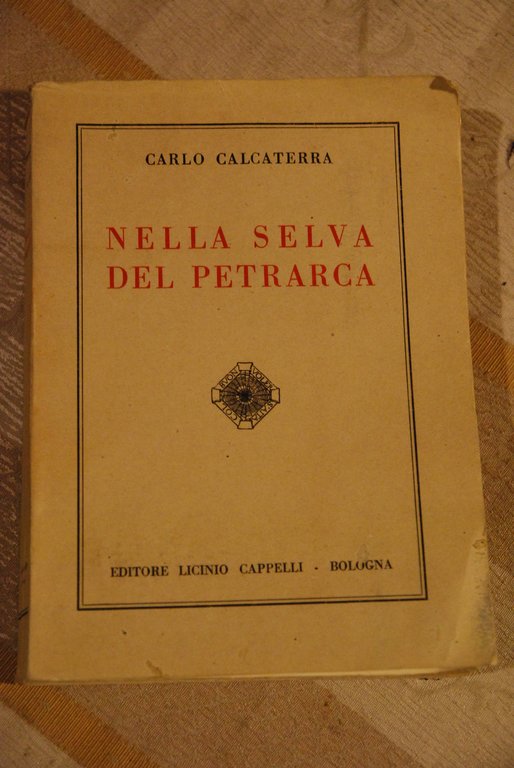 CARLO CALCATERRA
NELLA SELVA
DEL PETRARCA
EDITORE LICINIO CAPPELLI - BOLOGNA